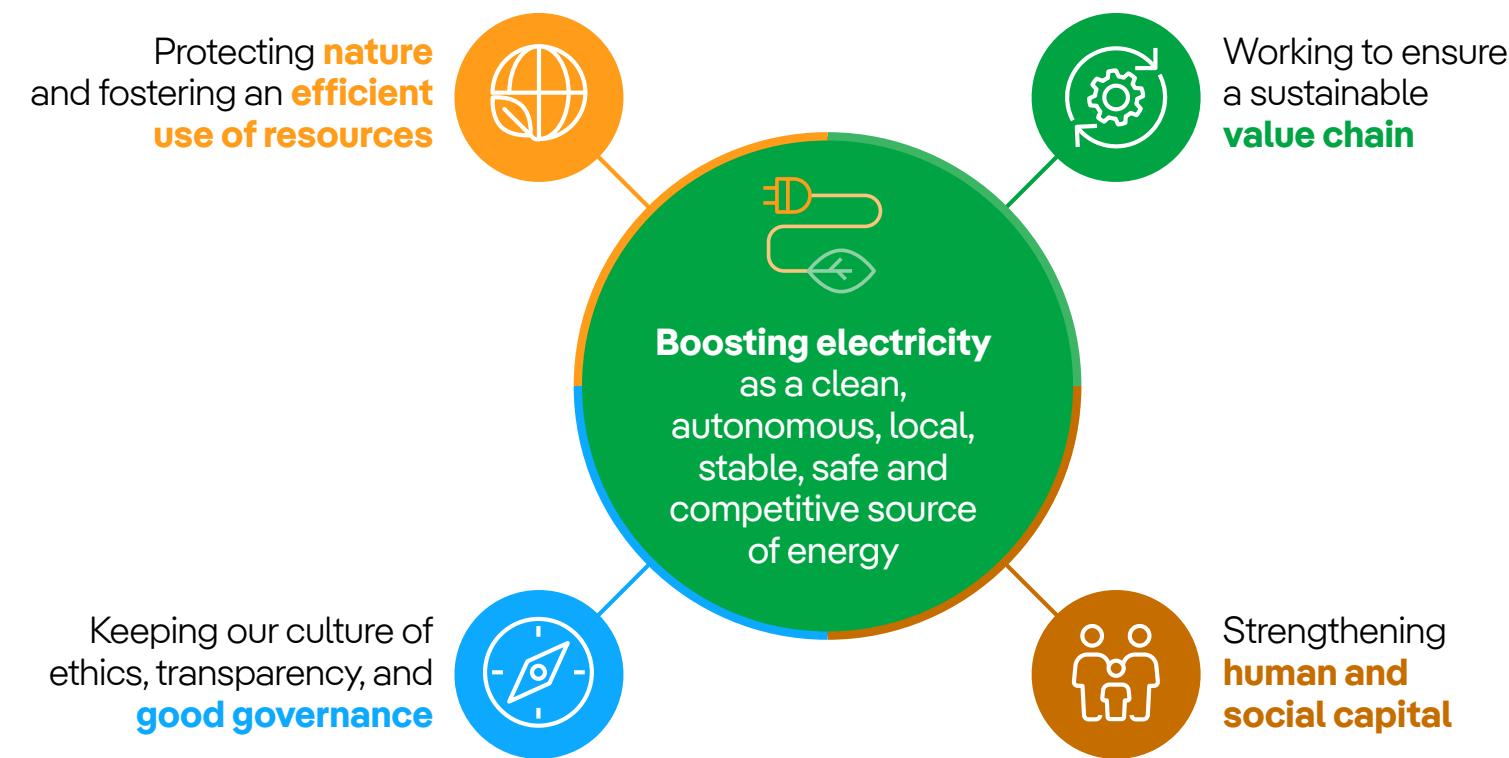 Protecting nature
and fostering an efficient
use of resources
Working to ensure
a sustainable
value chain
Boosting electricity
as a clean,
autonomous, local,
stable, safe and
competitive source
of energy
Keeping our culture of
ethics, transparency, and
good governance
Strengthening
human and
social capital